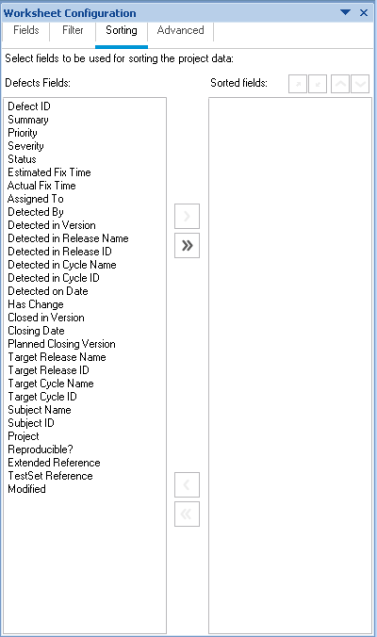 Worksheet Configuration
Fields Filter Sorting Advanced
Select fields to be used for sorting the project data:
Defects Fields: Sorted fields:
Defect ID
Summary
Priority
Severity
Status
Estimated Fix Time
Actual Fix Time
Assigned To
Detected By
Detected in Version
Detected in Release Name
Detected in Release ID
Detected in Cycle Name
Detected in Cycle ID
Detected on Date
Has Change
Closed in Version
Closing Date
Planned Closing Version
Target Release Name
Target Release ID
Target Cycle Name
Target Cycle ID
Subject Name
Subject ID
Project
Reproducible?
Extended Reference
TestSet Reference
Modified